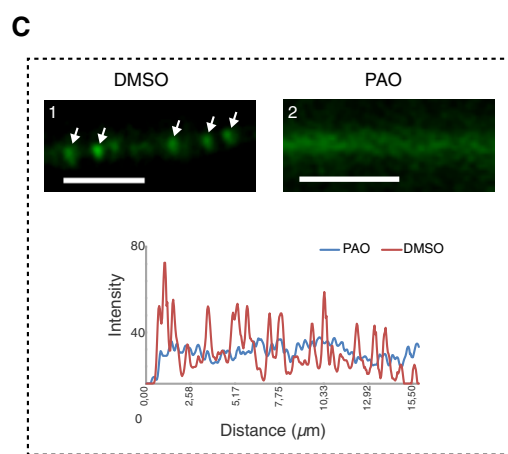 C
DMSO PAO
1 2
80
PAO DMSO
Intensity
40
0
0,00 2,58 5,17 7,75 10,33 12,92 15,50
Distance (µm)